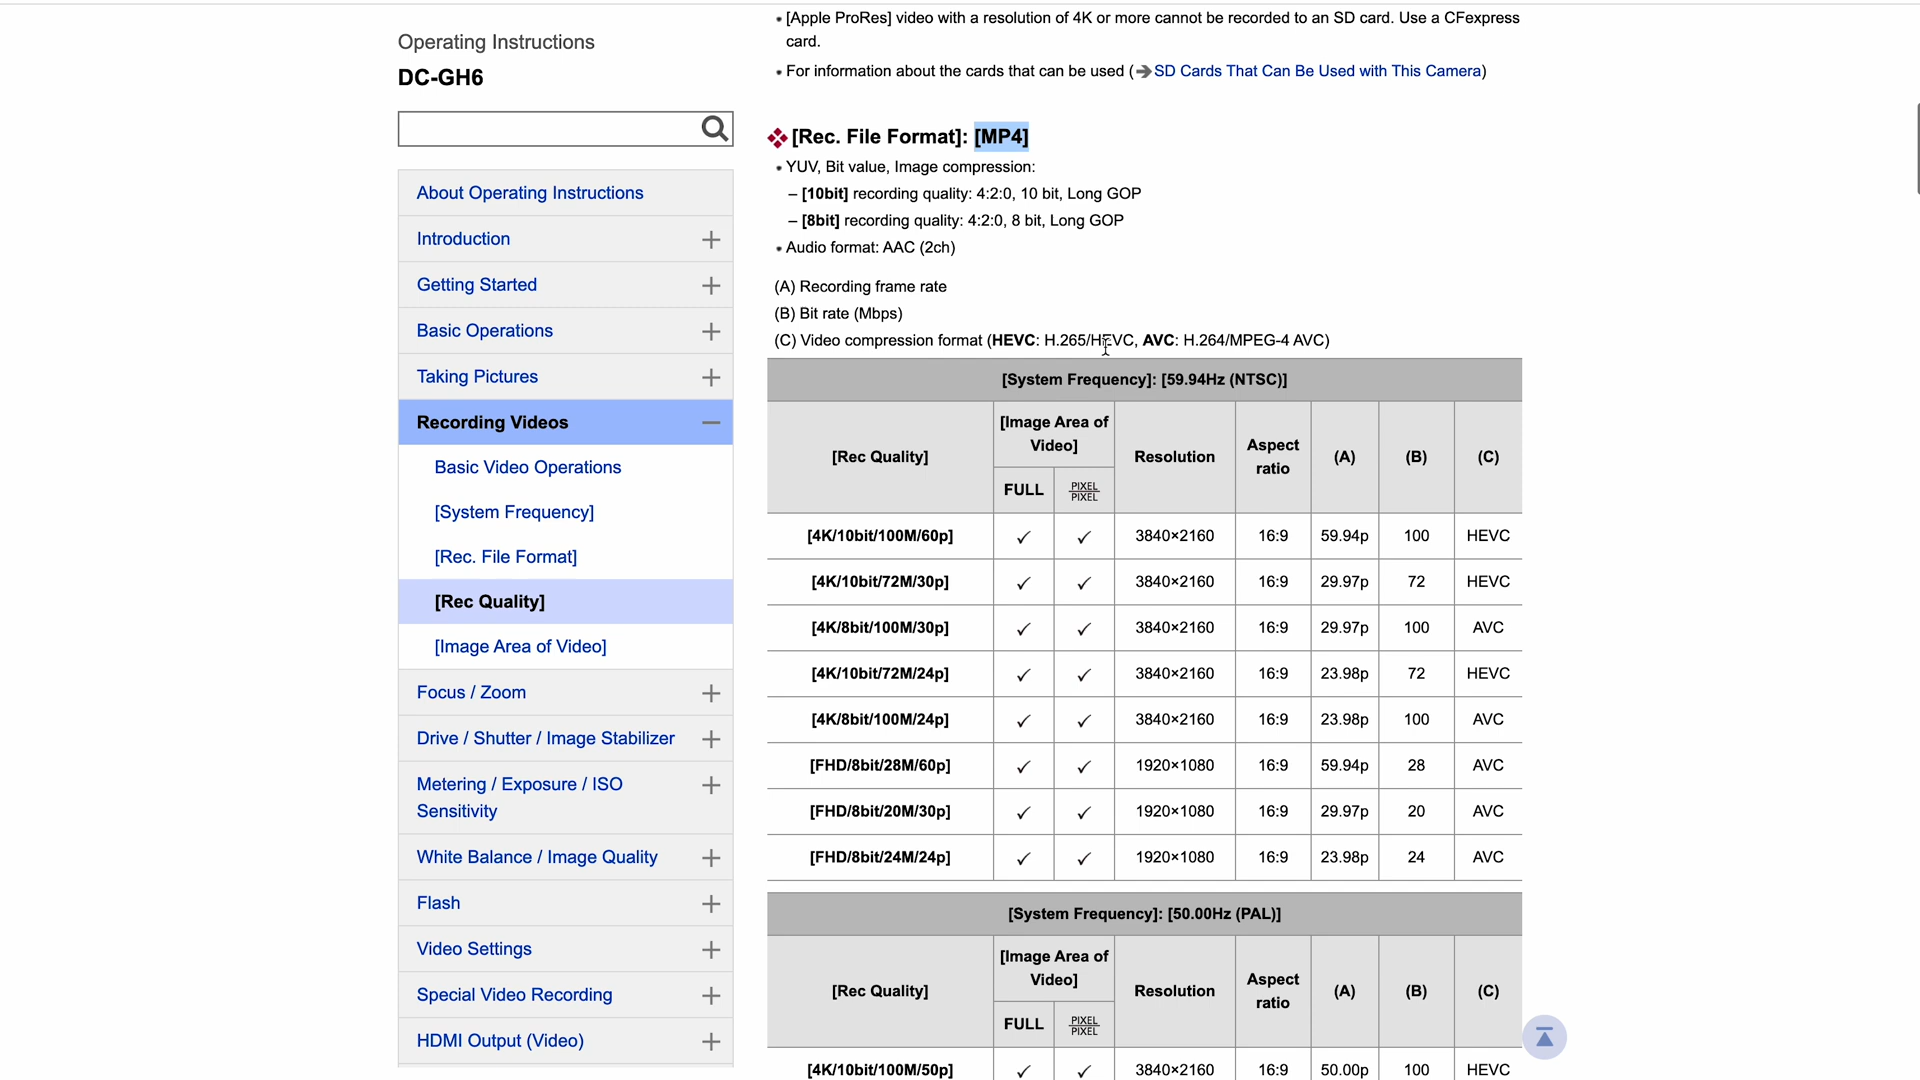 Operating Instructions
DC-GH6
About Operating Instructions
Introduction
Getting Started
Basic Operations
Taking Pictures
Recording Videos
Basic Video Operations
[System Frequency]
[Rec. File Format]
[Rec Quality]
[Image Area of Video]
Focus / Zoom
Drive / Shutter / Image Stabilizer
Metering / Exposure / ISO
Sensitivity
White Balance / Image Quality
Flash
Video Settings
Special Video Recording
HDMI Output (Video)
• [Apple ProRes] video with a resolution of 4K or more cannot be recorded to an SD card. Use a CFexpress
card.
• For information about the cards that can be used (➔SD Cards That Can Be Used with This Camera)
❖ [Rec. File Format]: [MP4]
• YUV, Bit value, Image compression:
– [10bit] recording quality: 4:2:0, 10 bit, Long GOP
– [8bit] recording quality: 4:2:0, 8 bit, Long GOP
• Audio format: AAC (2ch)
(A) Recording frame rate
(B) Bit rate (Mbps)
(C) Video compression format (HEVC: H.265/HEVC, AVC: H.264/MPEG-4 AVC)
[System Frequency]: [59.94Hz (NTSC)]
[Rec Quality] [Image Area of Video] Resolution Aspect ratio (A) (B) (C)
FULL PIXEL/PIXEL
[4K/10bit/100M/60p] ✓ ✓ 3840×2160 16:9 59.94p 100 HEVC
[4K/10bit/72M/30p] ✓ ✓ 3840×2160 16:9 29.97p 72 HEVC
[4K/8bit/100M/30p] ✓ ✓ 3840×2160 16:9 29.97p 100 AVC
[4K/10bit/72M/24p] ✓ ✓ 3840×2160 16:9 23.98p 72 HEVC
[4K/8bit/100M/24p] ✓ ✓ 3840×2160 16:9 23.98p 100 AVC
[FHD/8bit/28M/60p] ✓ ✓ 1920×1080 16:9 59.94p 28 AVC
[FHD/8bit/20M/30p] ✓ ✓ 1920×1080 16:9 29.97p 20 AVC
[FHD/8bit/24M/24p] ✓ ✓ 1920×1080 16:9 23.98p 24 AVC
[System Frequency]: [50.00Hz (PAL)]
[Rec Quality] [Image Area of Video] Resolution Aspect ratio (A) (B) (C)
FULL PIXEL/PIXEL
[4K/10bit/100M/50p] ✓ ✓ 3840×2160 16:9 50.00p 100 HEVC